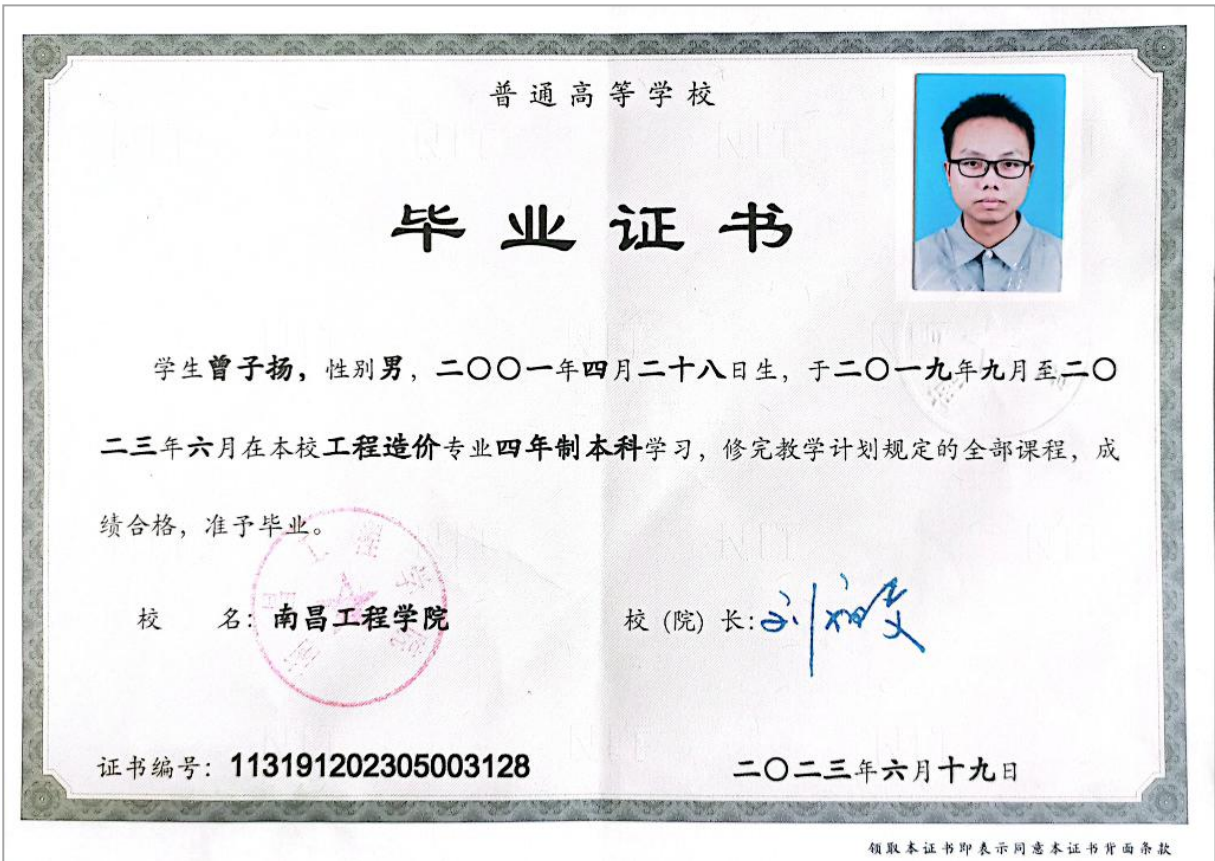 普通高等学校
毕业证书
学生曾子扬，性别男，二〇〇一年四月二十八日生，于二〇一九年九月至二〇
二三年六月在本校工程造价专业四年制本科学习，修完教学计划规定的全部课程，成
绩合格，准予毕业。
校 名：南昌工程学院
校（院）长：
证书编号：113191202305003128
二〇二三年六月十九日
领取本证书即表示同意本证书背面条款